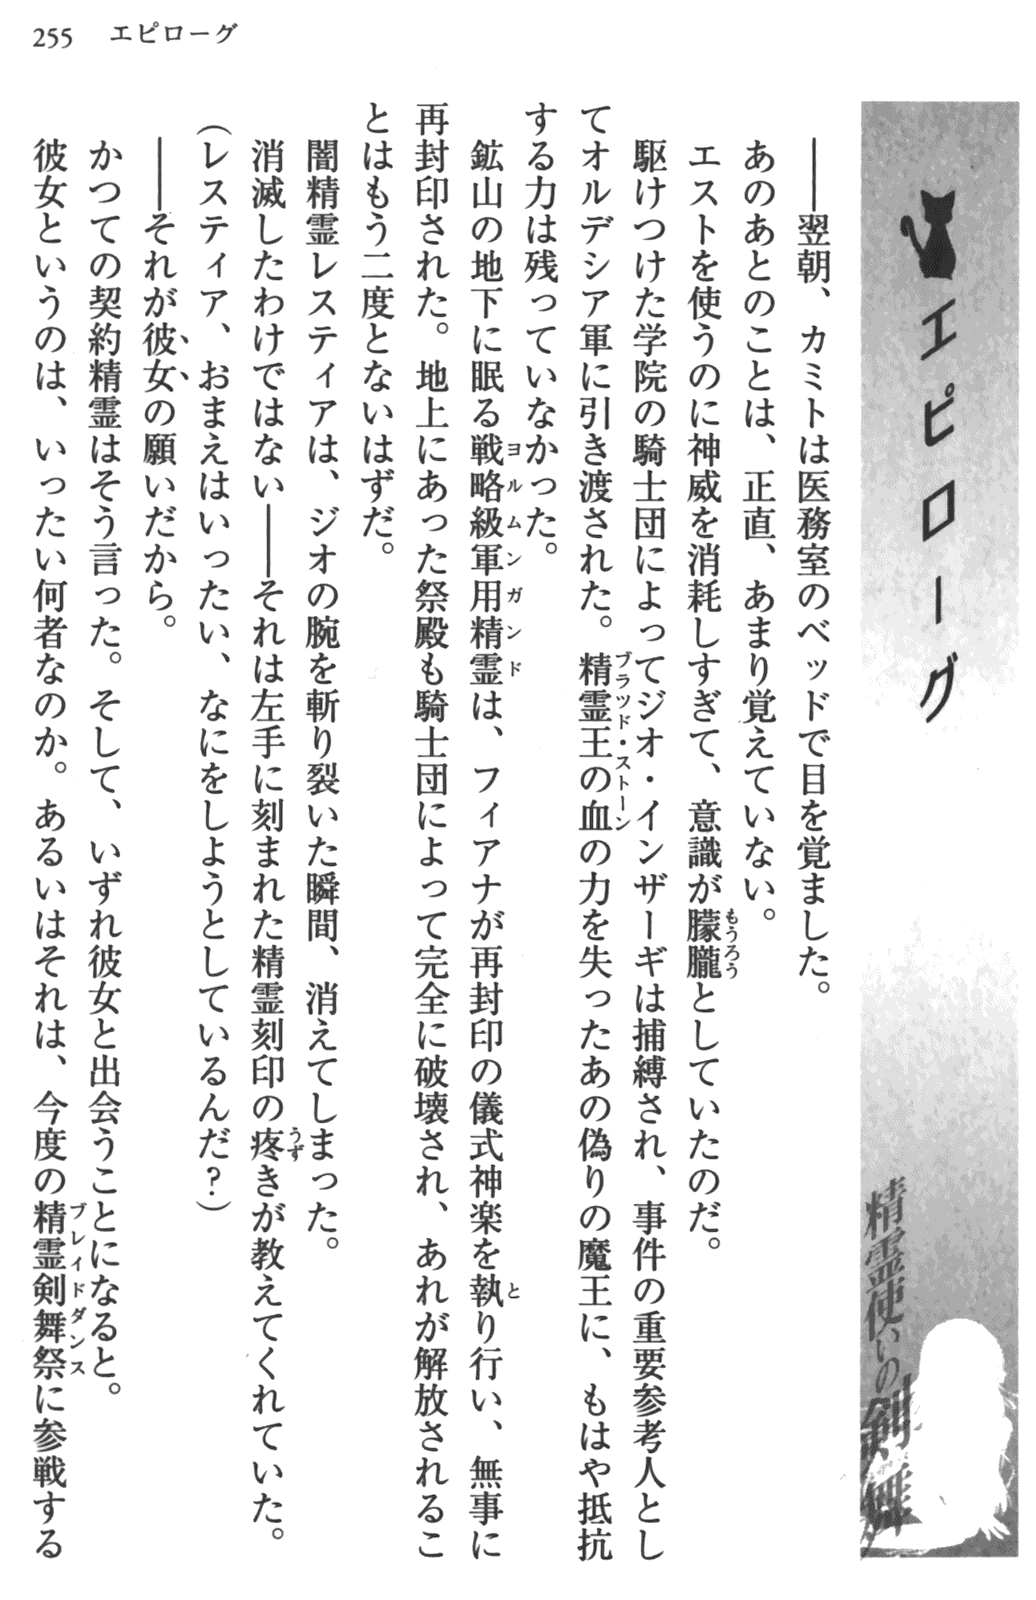 255 エピローグ
エピローグ
精霊使いの剣舞
――翌朝、カミトは医務室のベッドで目を覚ました。
あのあとのことは、正直、あまり覚えていない。
エストを使うのに神威を消耗しすぎて、意識が朦朧としていたのだ。
もうろう
駆けつけた学院の騎士団によってジオ・インザーギは捕縛され、事件の重要参考人とし
てオルデシア軍に引き渡された。精霊王の血の力を失ったあの偽りの魔王に、もはや抵抗
ブラッド・ストーン
する力は残っていなかった。
鉱山の地下に眠る戦略級軍用精霊は、フィアナが再封印の儀式神楽を執り行い、無事に
ヨルムンガンド
と
再封印された。地上にあった祭殿も騎士団によって完全に破壊され、あれが解放されるこ
とはもう二度とないはずだ。
闇精霊レスティアは、ジオの腕を斬り裂いた瞬間、消えてしまった。
消滅したわけではない――それは左手に刻まれた精霊刻印の疼きが教えてくれていた。
うず
（レスティア、おまえはいったい、なにをしようとしているんだ？）
――それが彼女の願いだから。
かつての契約精霊はそう言った。そして、いずれ彼女と出会うことになると。
彼女というのは、いったい何者なのか。あるいはそれは、今度の精霊剣舞祭に参戦する
ブレイドダンス